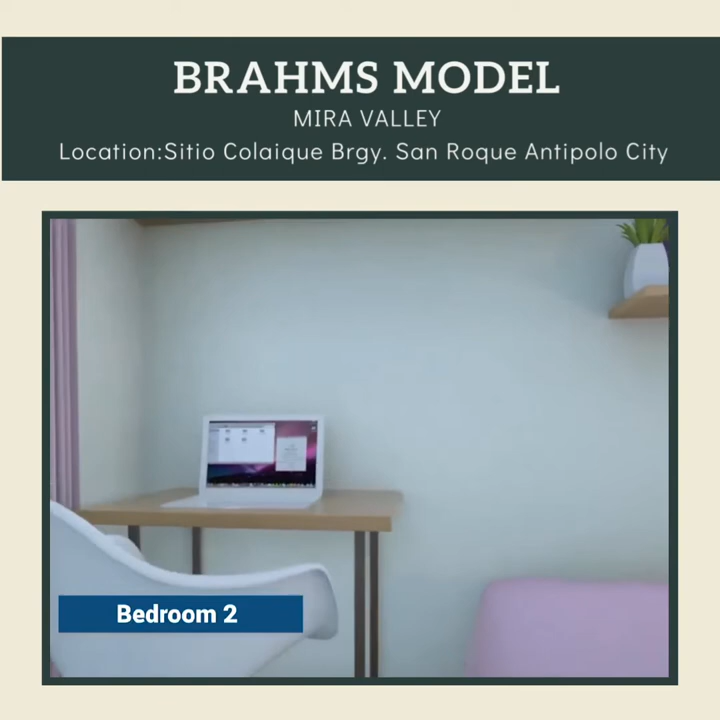 BRAHMS MODEL
MIRA VALLEY
Location:Sitio Colaique Brgy. San Roque Antipolo City
Bedroom 2